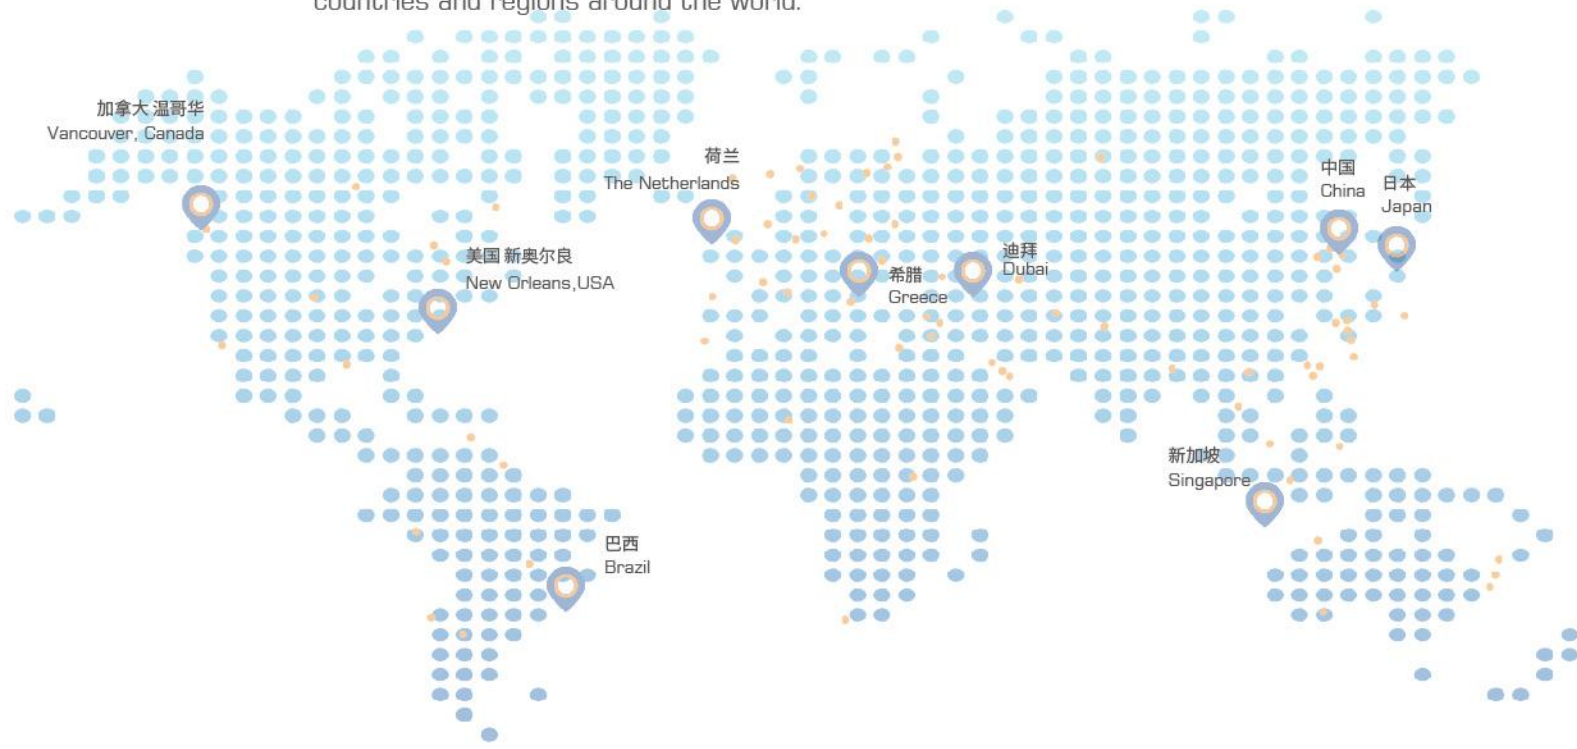 countries and regions around the world.
加拿大 温哥华
Vancouver, Canada
荷兰
The Netherlands
中国
China
日本
Japan
美国 新奥尔良
New Orleans,USA
迪拜
Dubai
希腊
Greece
新加坡
Singapore
巴西
Brazil